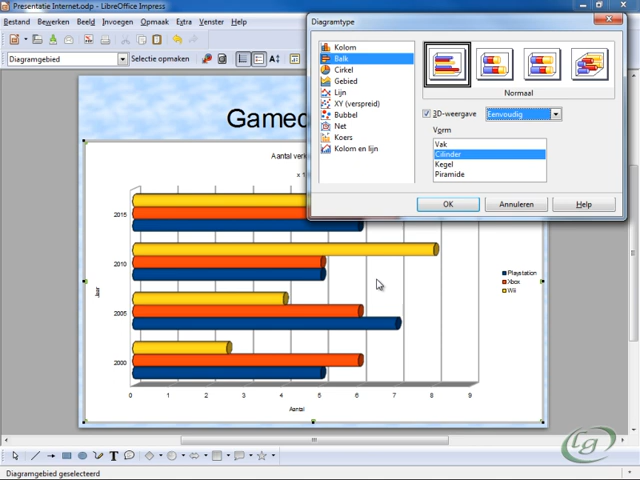 Presentatie Internet.odp - LibreOffice Impress
Bestand Bewerken Beeld Invoegen Opmaak Extra Venster Help
Diagramgebied Selectie opmaken
Diagramtype
Kolom
Balk
Cirkel
Gebied
Lijn
XY (verspreid)
Bubbel
Net
Koers
Kolom en lijn
Normaal
3D-weergave Eenvoudig
Vorm
Vak
Cilinder
Kegel
Piramide
OK Annuleren Help
Aantal
x 1
2015
2010
2005
2000
Jaar
0 1 2 3 4 5 6 7 8 9
Aantal
Playstation
Xbox
Wii
lg
Diagramgebied geselecteerd